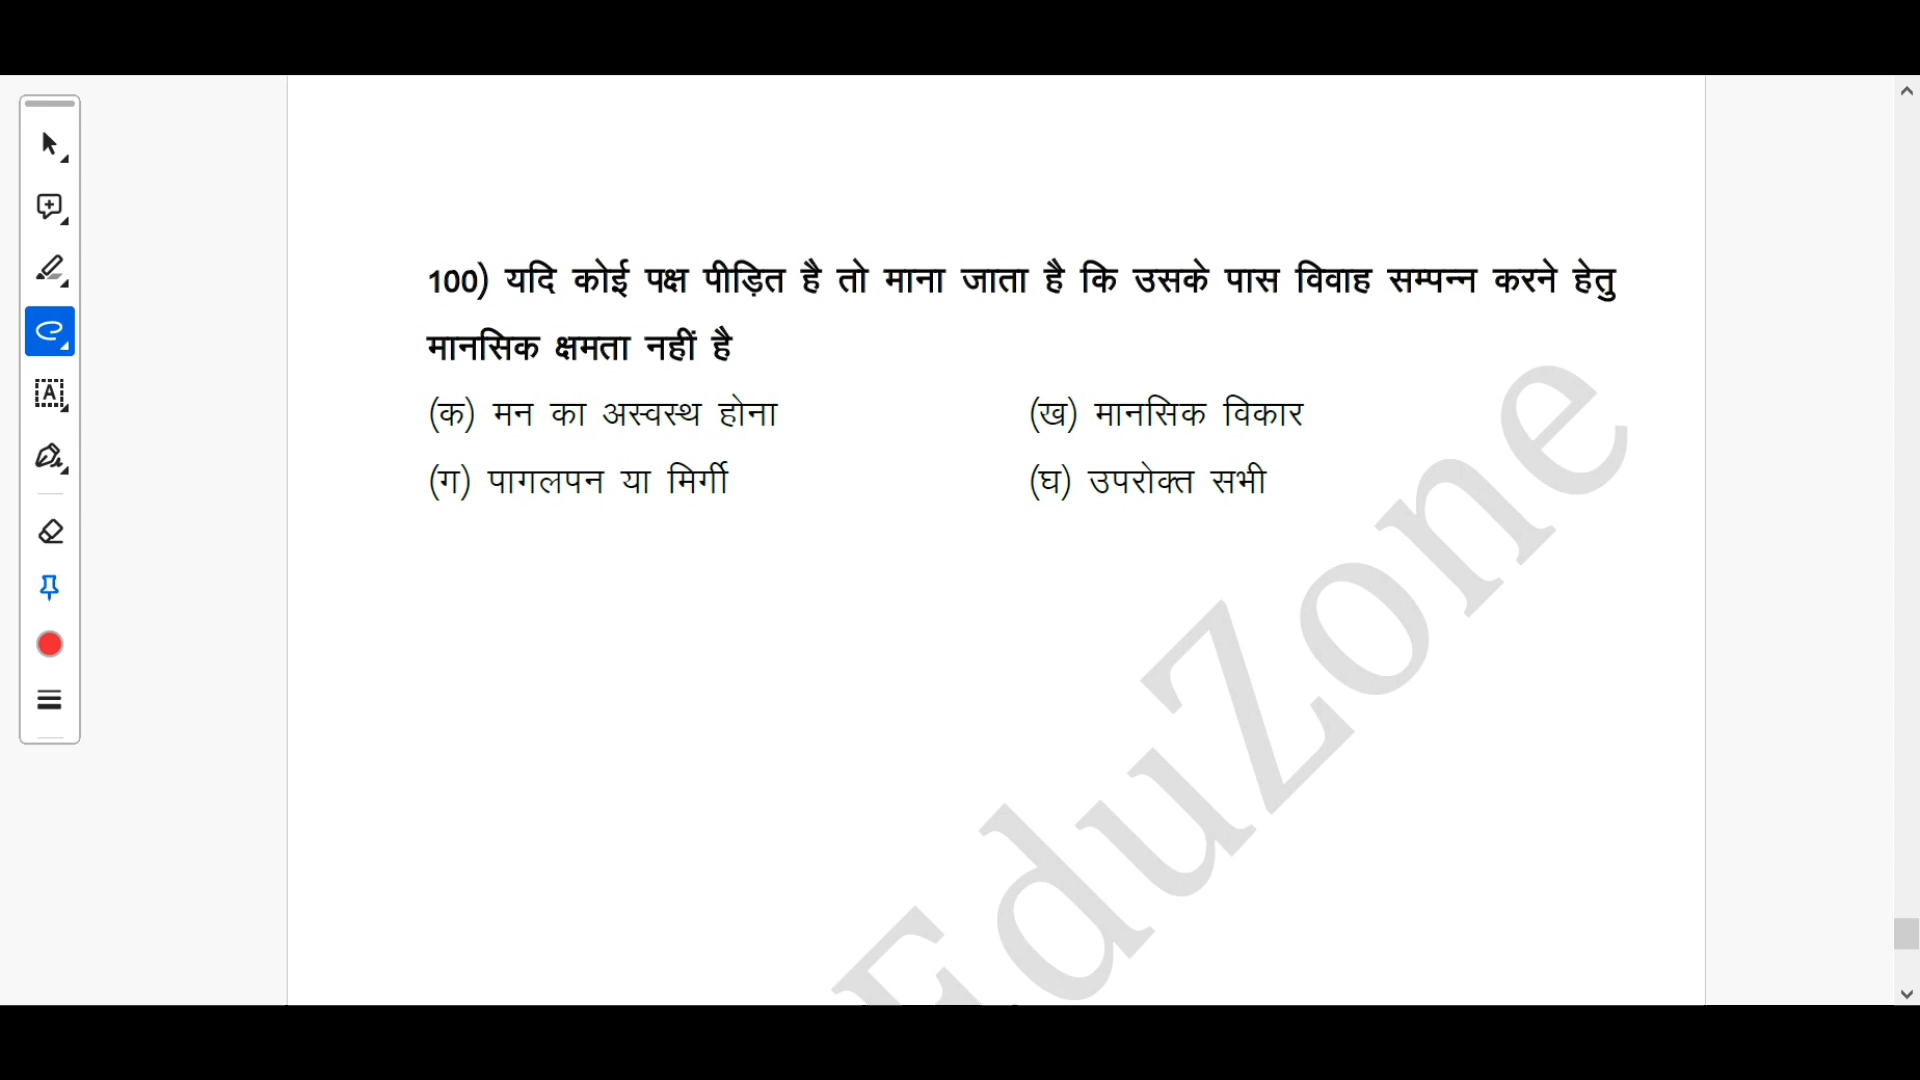 100) यदि कोई पक्ष पीड़ित है तो माना जाता है कि उसके पास विवाह सम्पन्न करने हेतु
मानसिक क्षमता नहीं है
(क) मन का अस्वस्थ होना (ख) मानसिक विकार
(ग) पागलपन या मिर्गी (घ) उपरोक्त सभी
EduZone